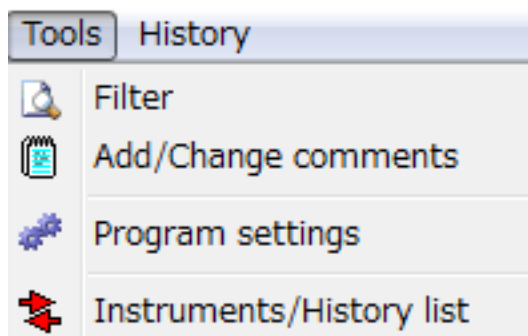 Tools History
Filter
Add/Change comments
Program settings
Instruments/History list